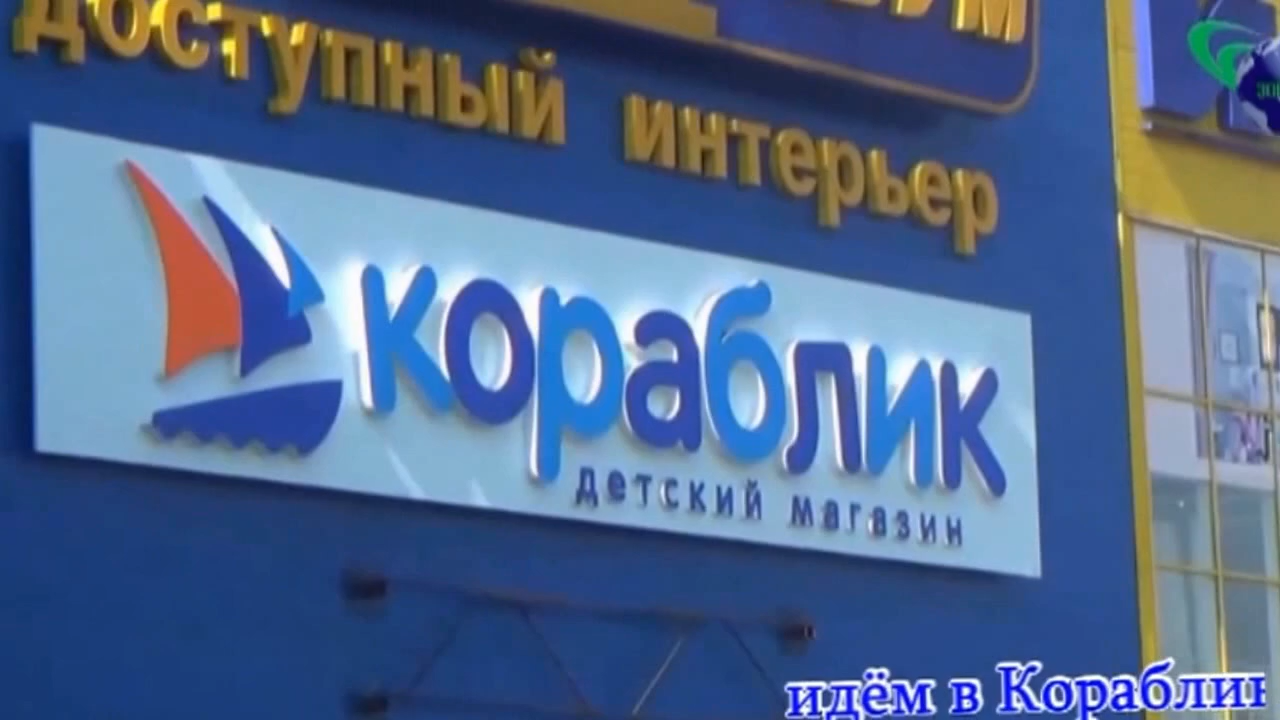 доступный интерьер
кораблик
детский магазин
идём в Кораблик